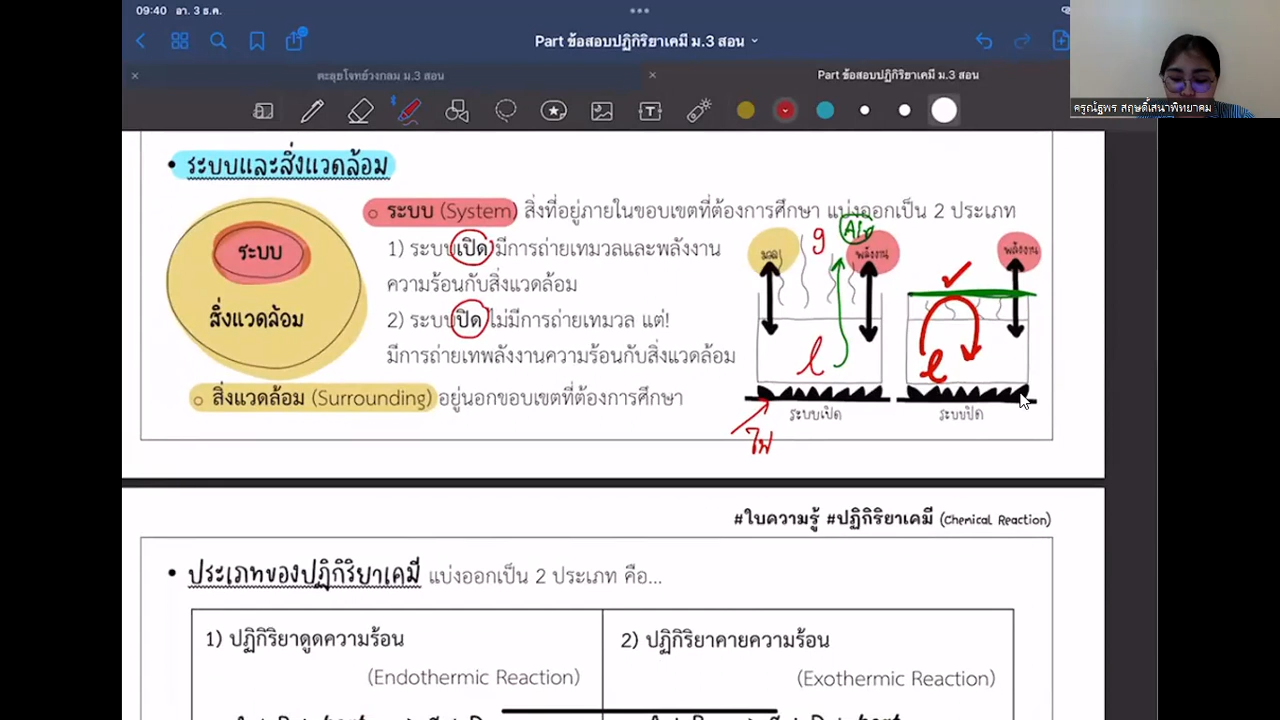 09:40 อา. 3 ธ.ค.
Part ข้อสอบปฏิกิริยาเคมี ม.3 สอน
ตะลุยโจทย์วงกลม ม.3 สอน
Part ข้อสอบปฏิกิริยาเคมี ม.3 สอน
ครูณัฐพร สฤษดิ์เสนาพิทยาคม
• ระบบและสิ่งแวดล้อม
ระบบ (System) สิ่งที่อยู่ภายในขอบเขตที่ต้องการศึกษา แบ่งออกเป็น 2 ประเภท
ระบบ
สิ่งแวดล้อม
1) ระบบเปิด มีการถ่ายเทมวลและพลังงาน
ความร้อนกับสิ่งแวดล้อม
2) ระบบปิด ไม่มีการถ่ายเทมวล แต่!
มีการถ่ายเทพลังงานความร้อนกับสิ่งแวดล้อม
สิ่งแวดล้อม (Surrounding) อยู่นอกขอบเขตที่ต้องการศึกษา
มวล
g
Air
พลังงาน
พลังงาน
l
l
ระบบเปิด
ระบบปิด
ไฟ
#ใบความรู้ #ปฏิกิริยาเคมี (Chemical Reaction)
• ประเภทของปฏิกิริยาเคมี แบ่งออกเป็น 2 ประเภท คือ...
1) ปฏิกิริยาดูดความร้อน
(Endothermic Reaction)
2) ปฏิกิริยาคายความร้อน
(Exothermic Reaction)